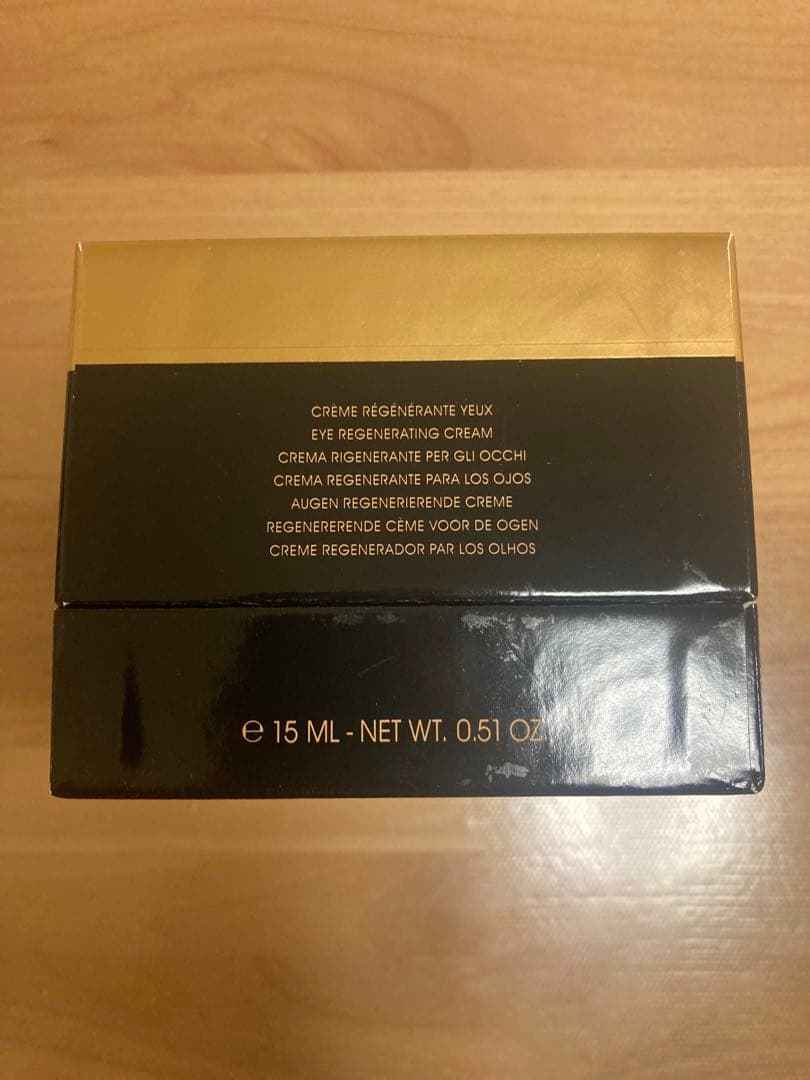 CRÈME RÉGÉNÉRANTE YEUX
EYE REGENERATING CREAM
CREMA RIGENERANTE PER GLI OCCHI
CREMA REGENERANTE PARA LOS OJOS
AUGEN REGENERIERENDE CREME
REGENERERENDE CÈME VOOR DE OGEN
CREME REGENERADOR PAR LOS OLHOS
℮ 15 ML - NET WT. 0.51 OZ